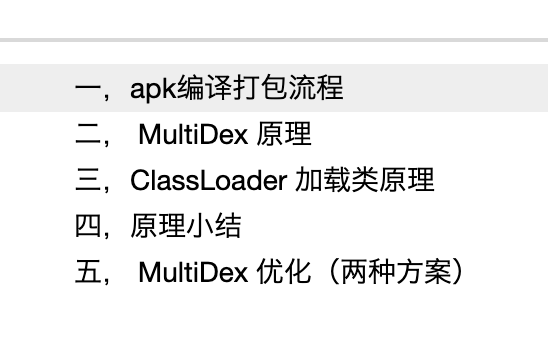 一，apk编译打包流程
二， MultiDex 原理
三，ClassLoader 加载类原理
四，原理小结
五， MultiDex 优化（两种方案）